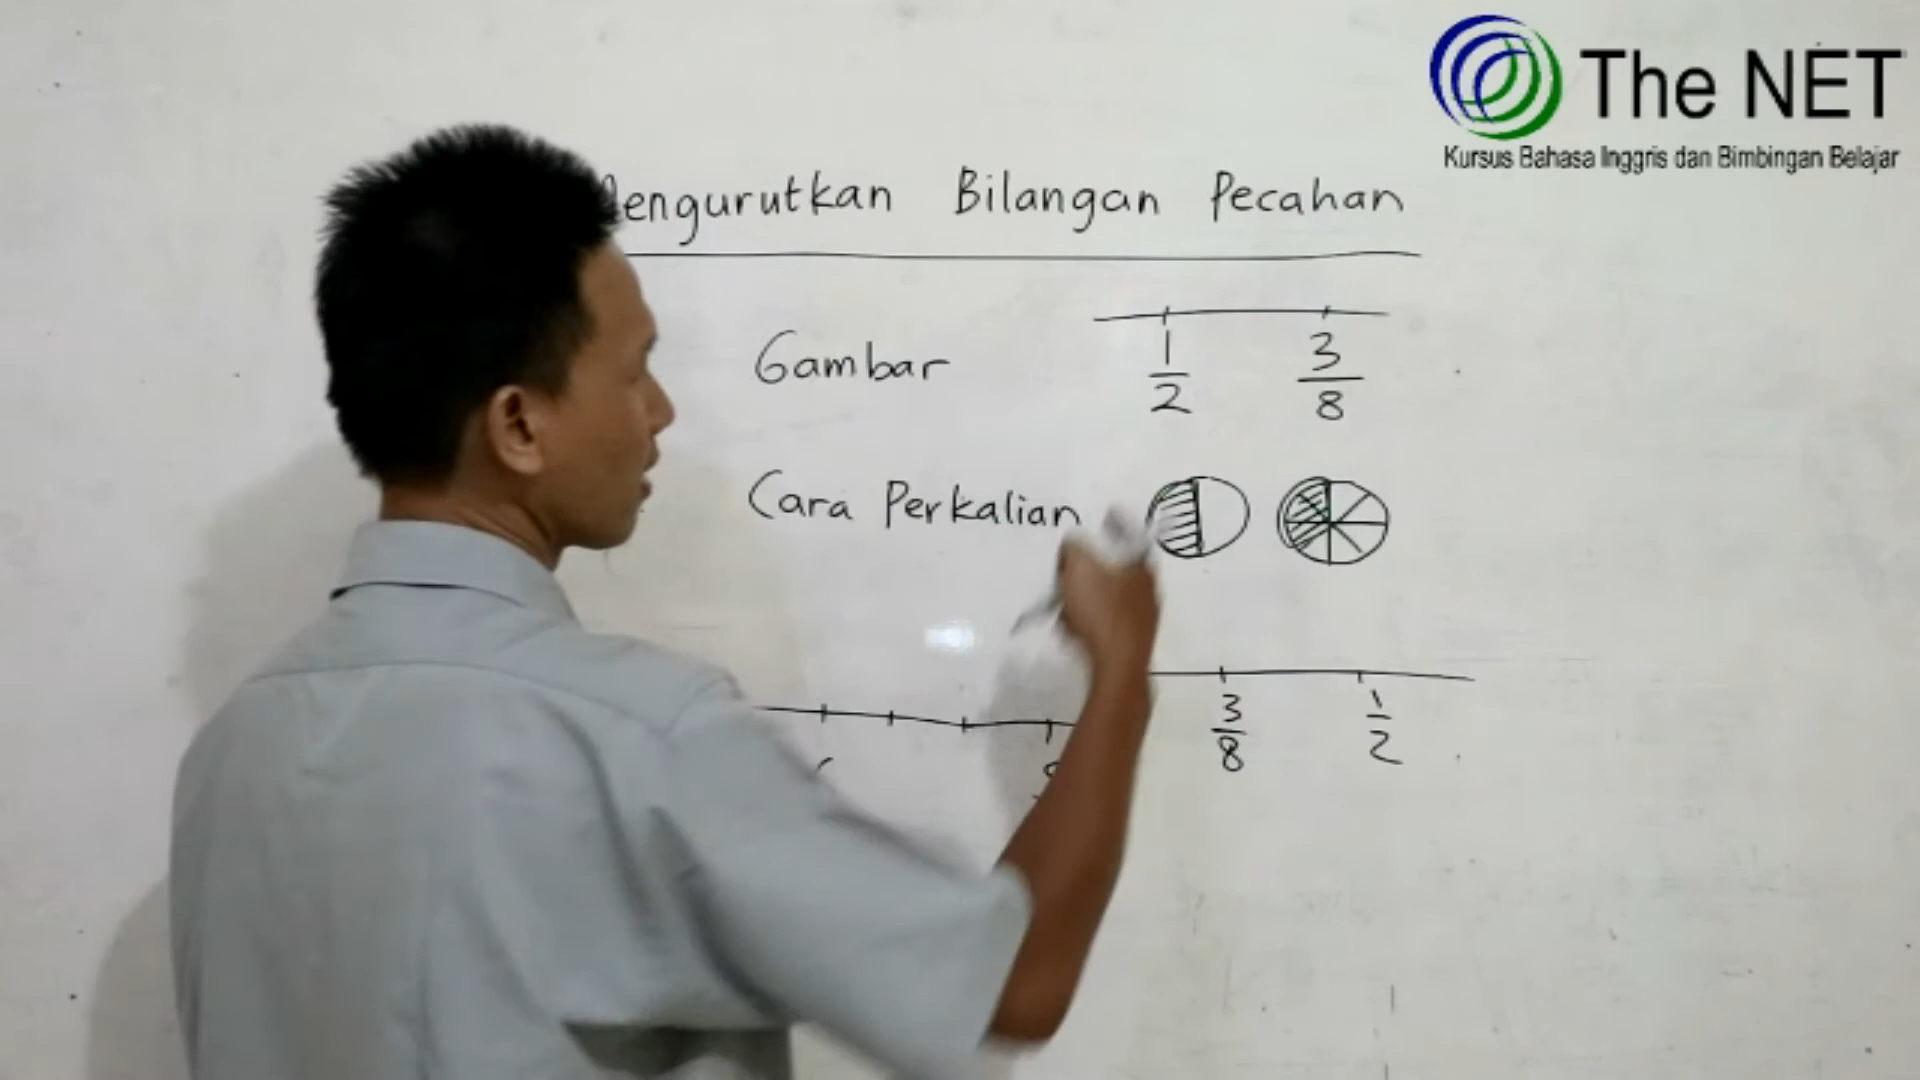 The NET
Kursus Bahasa Inggris dan Bimbingan Belajar
Mengurutkan Bilangan Pecahan
Gambar
1/2 3/8
Cara Perkalian
3/8 1/2